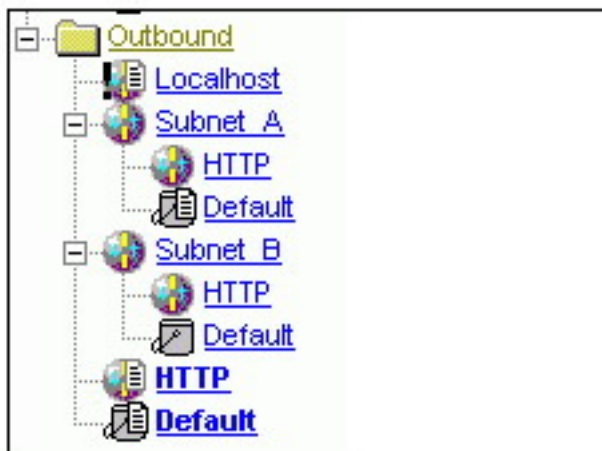 Outbound
Localhost
Subnet_A
HTTP
Default
Subnet_B
HTTP
Default
HTTP
Default